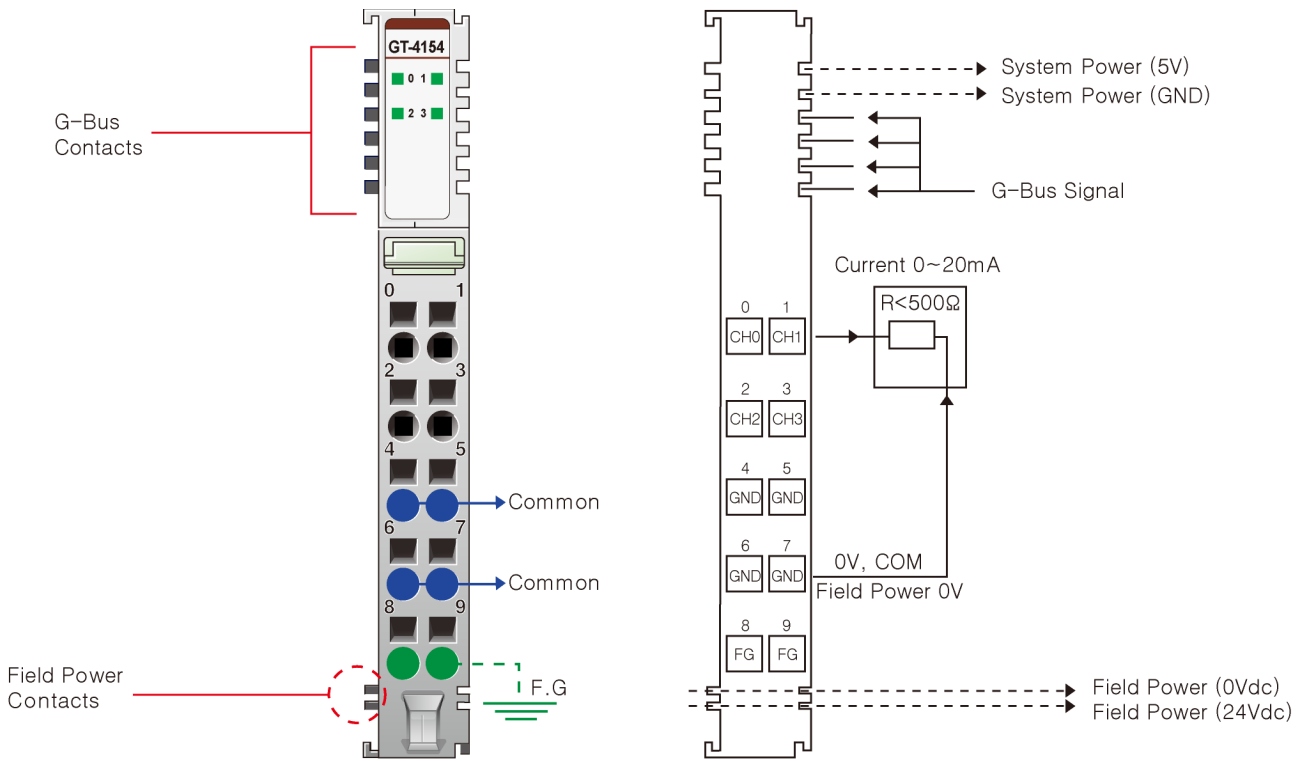 GT-4154
0 1
2 3
G-Bus
Contacts
0 1
2 3
4 5
Common
6 7
Common
8 9
F.G
Field Power
Contacts
System Power (5V)
System Power (GND)
G-Bus Signal
Current 0~20mA
R<500Ω
0 1
CH0 CH1
2 3
CH2 CH3
4 5
GND GND
6 7
GND GND
0V, COM
Field Power 0V
8 9
FG FG
Field Power (0Vdc)
Field Power (24Vdc)